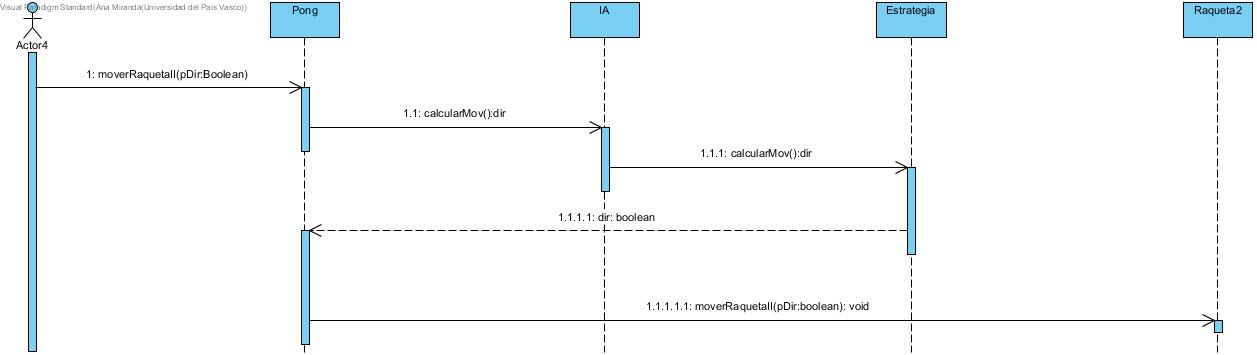 Visual Paradigm Standard(Ana Miranda(Universidad del Pais Vasco))
Pong
IA
Estrategia
Raqueta2
Actor4
1: moverRaquetaII(pDir:Boolean)
1.1: calcularMov():dir
1.1.1: calcularMov():dir
1.1.1.1: dir: boolean
1.1.1.1.1: moverRaquetaII(pDir:boolean): void